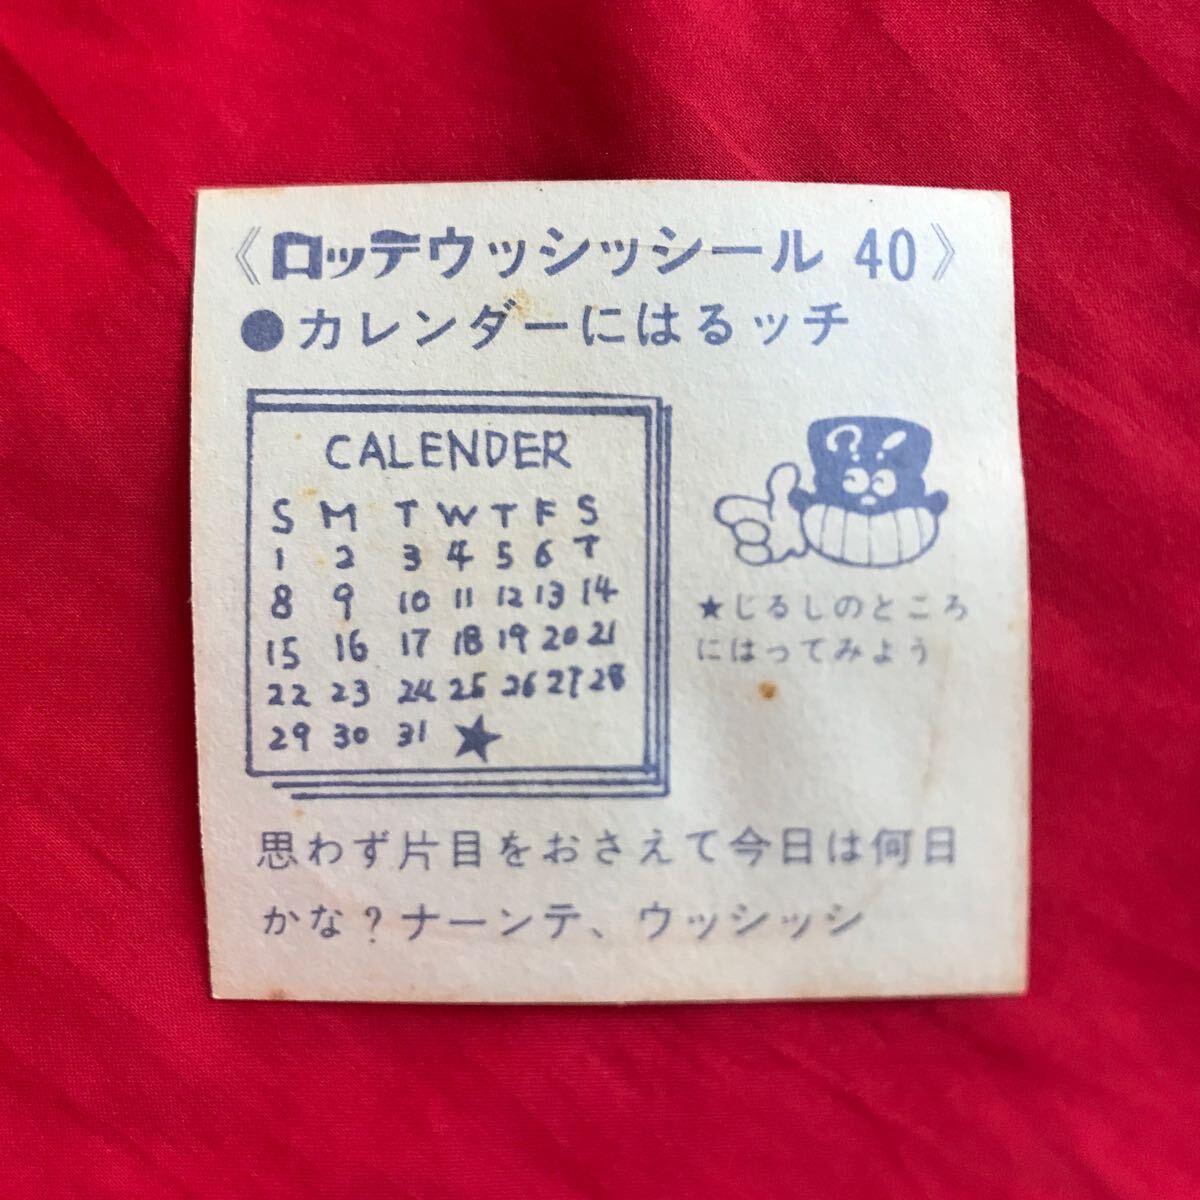 《ロッテウッシッシール 40》
●カレンダーにはるッチ
CALENDER
S M T W T F S
1 2 3 4 5 6 7
8 9 10 11 12 13 14
15 16 17 18 19 20 21
22 23 24 25 26 27 28
29 30 31 ★
?!
★じるしのところ
にはってみよう
思わず片目をおさえて今日は何日
かな?ナーンテ、ウッシッシ